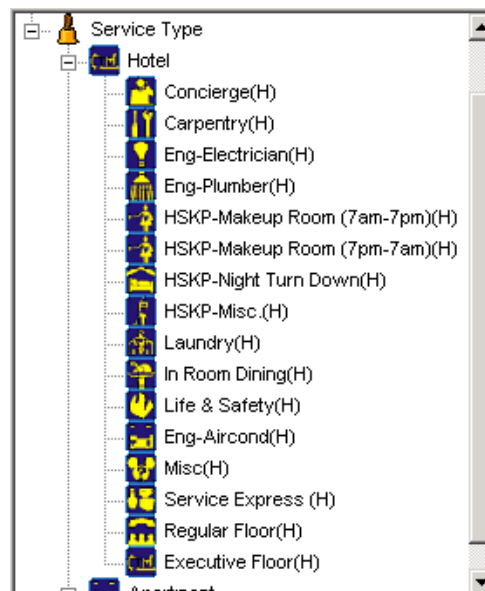 Service Type
Hotel
Concierge(H)
Carpentry(H)
Eng-Electrician(H)
Eng-Plumber(H)
HSKP-Makeup Room (7am-7pm)(H)
HSKP-Makeup Room (7pm-7am)(H)
HSKP-Night Turn Down(H)
HSKP-Misc.(H)
Laundry(H)
In Room Dining(H)
Life & Safety(H)
Eng-Aircond(H)
Misc(H)
Service Express (H)
Regular Floor(H)
Executive Floor(H)
Apartment